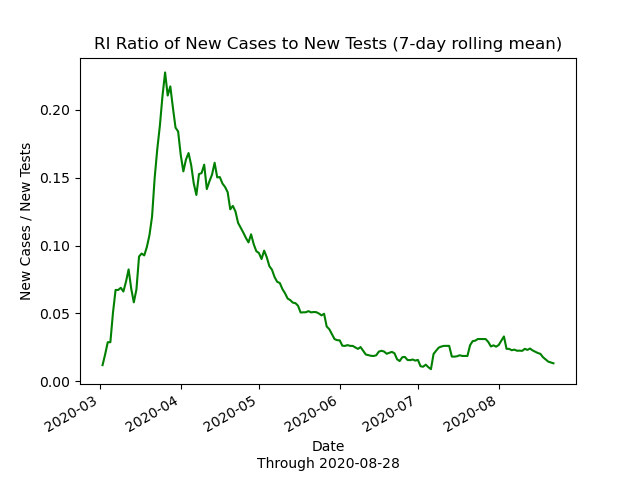 RI Ratio of New Cases to New Tests (7-day rolling mean)
New Cases / New Tests
0.20
0.15
0.10
0.05
0.00
2020-03
2020-04
2020-05
2020-06
2020-07
2020-08
Date
Through 2020-08-28